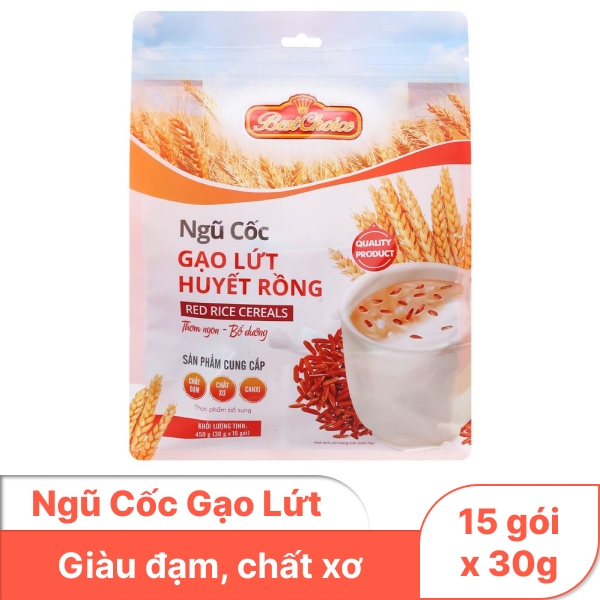 Best Choice
Ngũ Cốc
GẠO LỨT
HUYẾT RỒNG
RED RICE CEREALS
Thơm ngon - Bổ dưỡng
QUALITY
PRODUCT
SẢN PHẨM CUNG CẤP
CHẤT
ĐẠM
CHẤT
XƠ
CANXI
Thực phẩm bổ sung
KHỐI LƯỢNG TỊNH:
450 g (30 g x 15 gói)
Ngũ Cốc Gạo Lứt
Giàu đạm, chất xơ
15 gói
x 30g